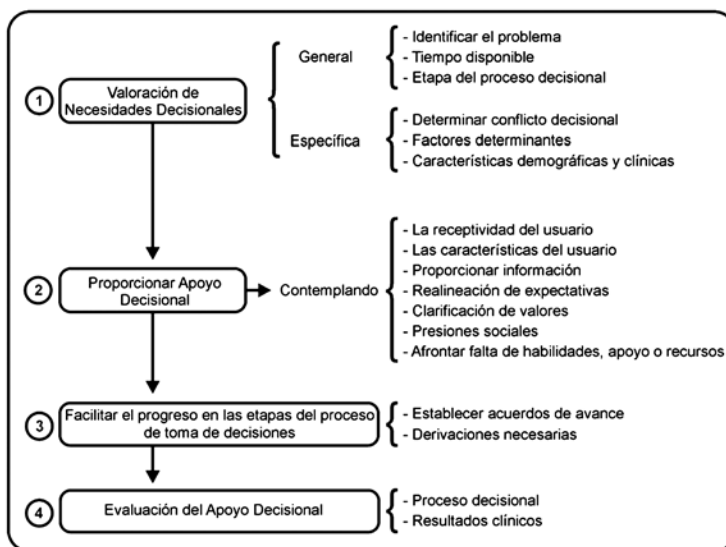 1
Valoración de
Necesidades Decisionales
General
- Identificar el problema
- Tiempo disponible
- Etapa del proceso decisional
Específica
- Determinar conflicto decisional
- Factores determinantes
- Características demográficas y clínicas
2
Proporcionar Apoyo
Decisional
Contemplando
- La receptividad del usuario
- Las características del usuario
- Proporcionar información
- Realineación de expectativas
- Clarificación de valores
- Presiones sociales
- Afrontar falta de habilidades, apoyo o recursos
3
Facilitar el progreso en las etapas del proceso
de toma de decisiones
- Establecer acuerdos de avance
- Derivaciones necesarias
4
Evaluación del Apoyo Decisional
- Proceso decisional
- Resultados clínicos